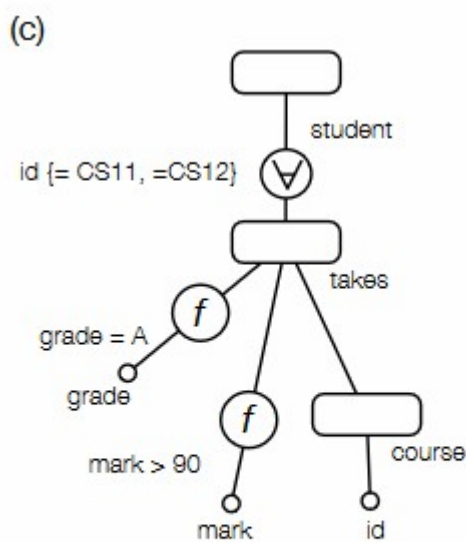 (c)
student
id {= CS11, =CS12}
∀
takes
f
grade = A
grade
f
course
mark > 90
mark
id